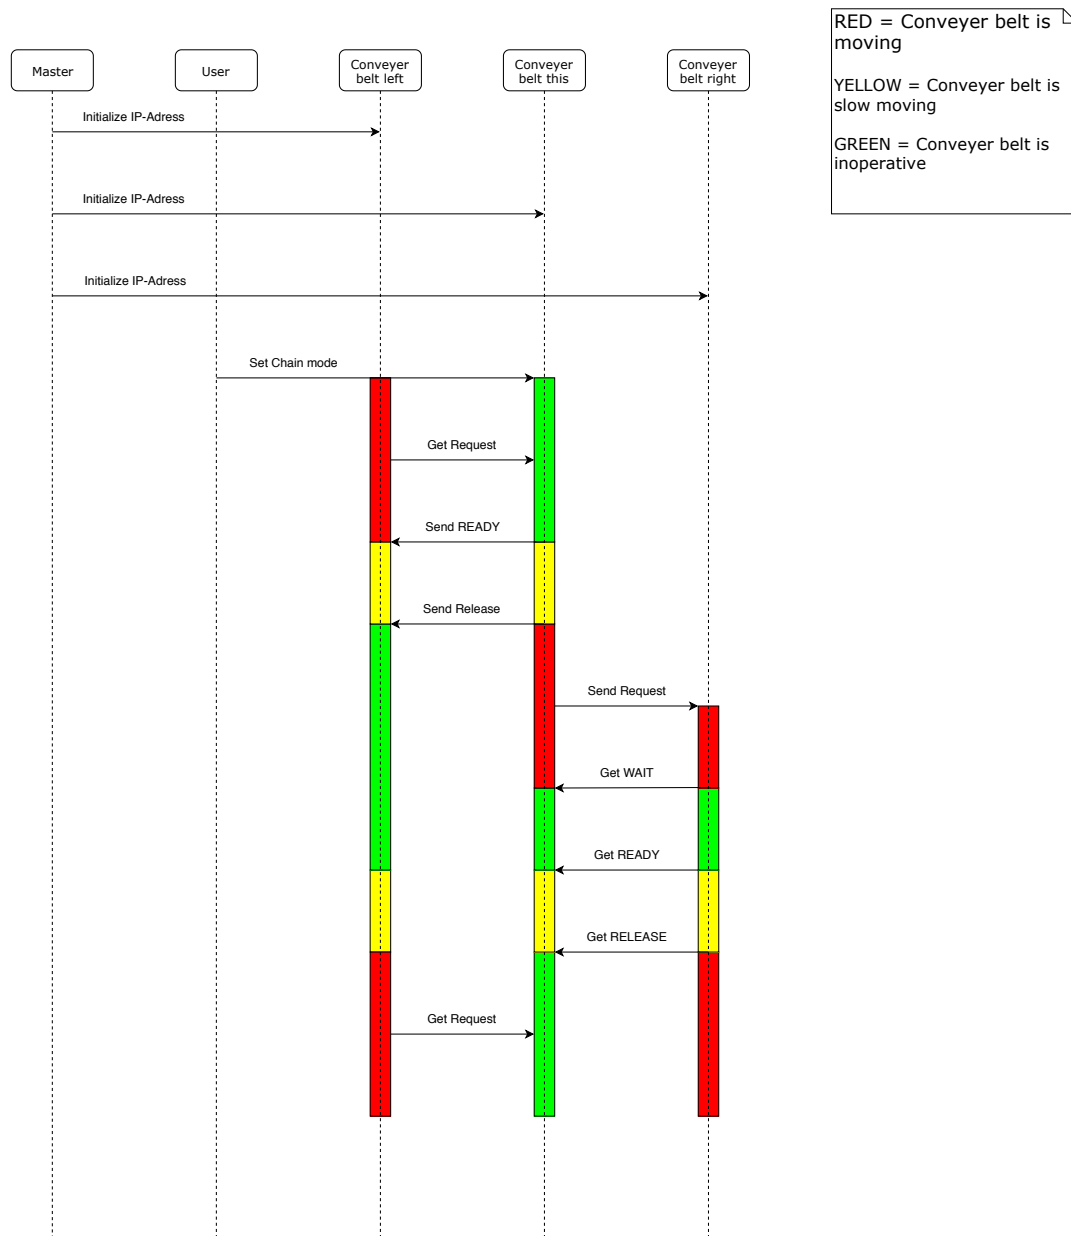 RED = Conveyer belt is
moving
YELLOW = Conveyer belt is
slow moving
GREEN = Conveyer belt is
inoperative
Master
User
Conveyer
belt left
Conveyer
belt this
Conveyer
belt right
Initialize IP-Adress
Initialize IP-Adress
Initialize IP-Adress
Set Chain mode
Get Request
Send READY
Send Release
Send Request
Get WAIT
Get READY
Get RELEASE
Get Request